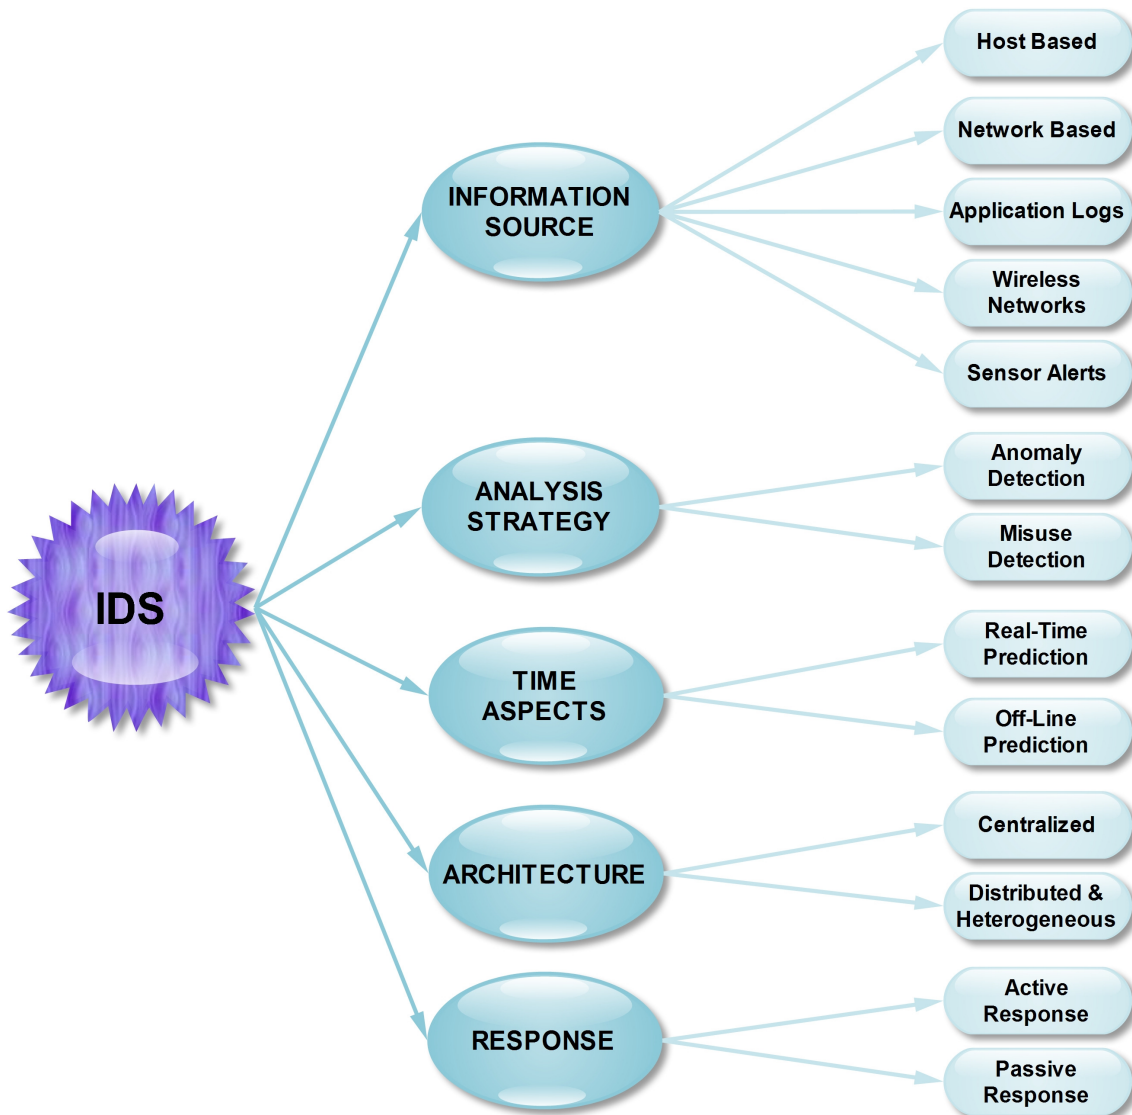 Host Based
Network Based
INFORMATION
SOURCE
Application Logs
Wireless
Networks
Sensor Alerts
ANALYSIS
STRATEGY
Anomaly
Detection
Misuse
Detection
IDS
TIME
ASPECTS
Real-Time
Prediction
Off-Line
Prediction
ARCHITECTURE
Centralized
Distributed &
Heterogeneous
RESPONSE
Active
Response
Passive
Response